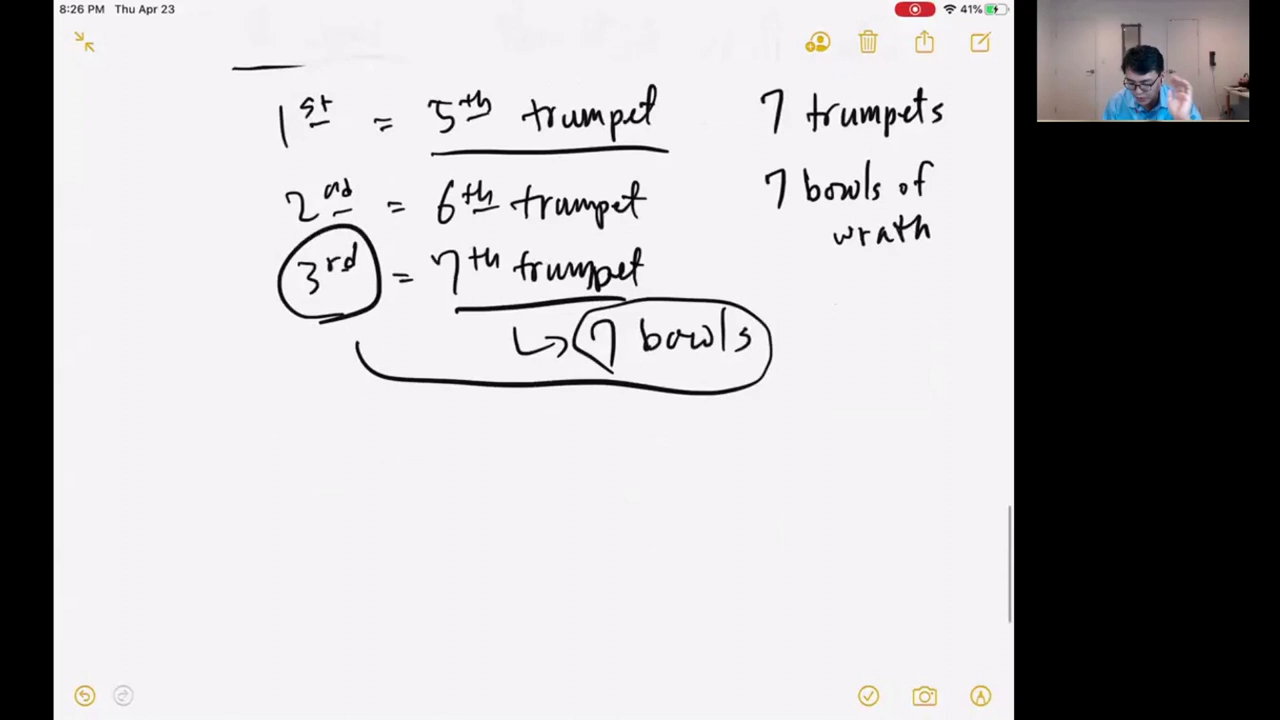 8:26 PM Thu Apr 23
41%
1st = 5th trumpet
7 trumpets
2nd = 6th trumpet
7 bowls of
wrath
3rd = 7th trumpet
↳ 7 bowls